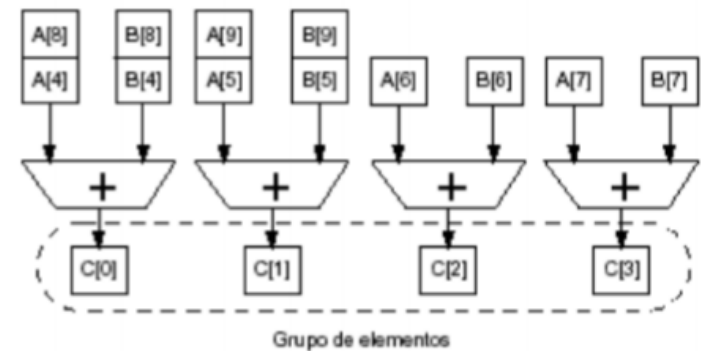 A[8] B[8] A[9] B[9]
A[4] B[4] A[5] B[5] A[6] B[6] A[7] B[7]
+ + + +
C[0] C[1] C[2] C[3]
Grupo de elementos